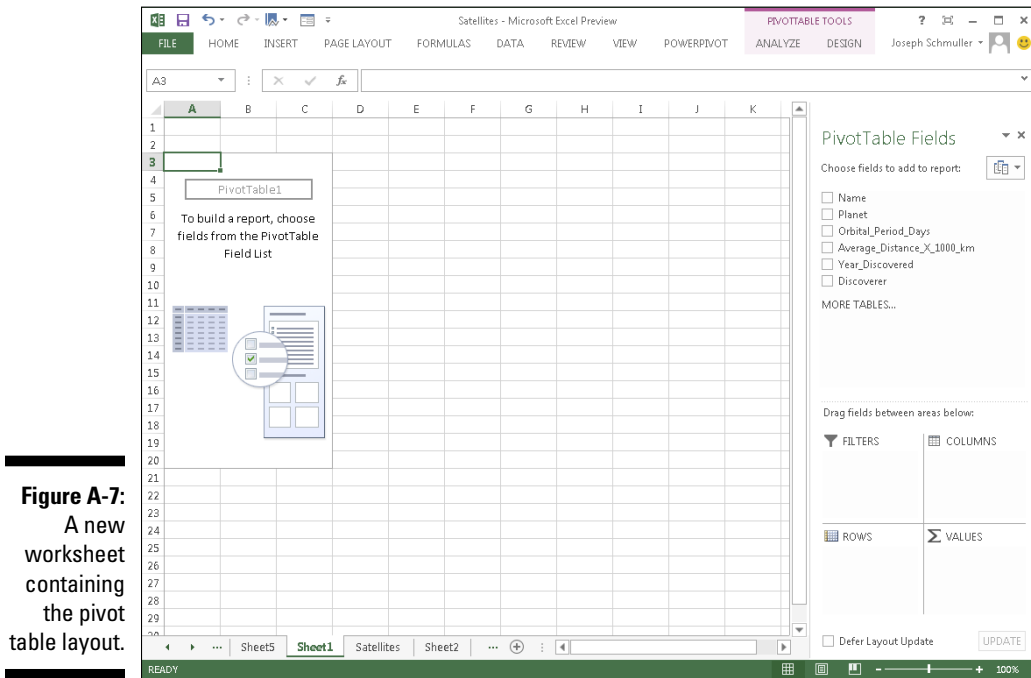 Satellites - Microsoft Excel Preview
PIVOTTABLE TOOLS
?
FILE HOME INSERT PAGE LAYOUT FORMULAS DATA REVIEW VIEW POWERPIVOT ANALYZE DESIGN Joseph Schmuller
A3 fx
A B C D E F G H I J K
1
2
3
4
5
6
7
8
9
10
11
12
13
14
15
16
17
18
19
20
21
22
23
24
25
26
27
28
29
PivotTable1
To build a report, choose
fields from the PivotTable
Field List
PivotTable Fields
Choose fields to add to report:
Name
Planet
Orbital_Period_Days
Average_Distance_X_1000_km
Year_Discovered
Discoverer
MORE TABLES...
Drag fields between areas below:
FILTERS
COLUMNS
ROWS
Σ VALUES
Defer Layout Update
UPDATE
... Sheet5 Sheet1 Satellites Sheet2 ...
READY
100%
Figure A-7:
A new
worksheet
containing
the pivot
table layout.